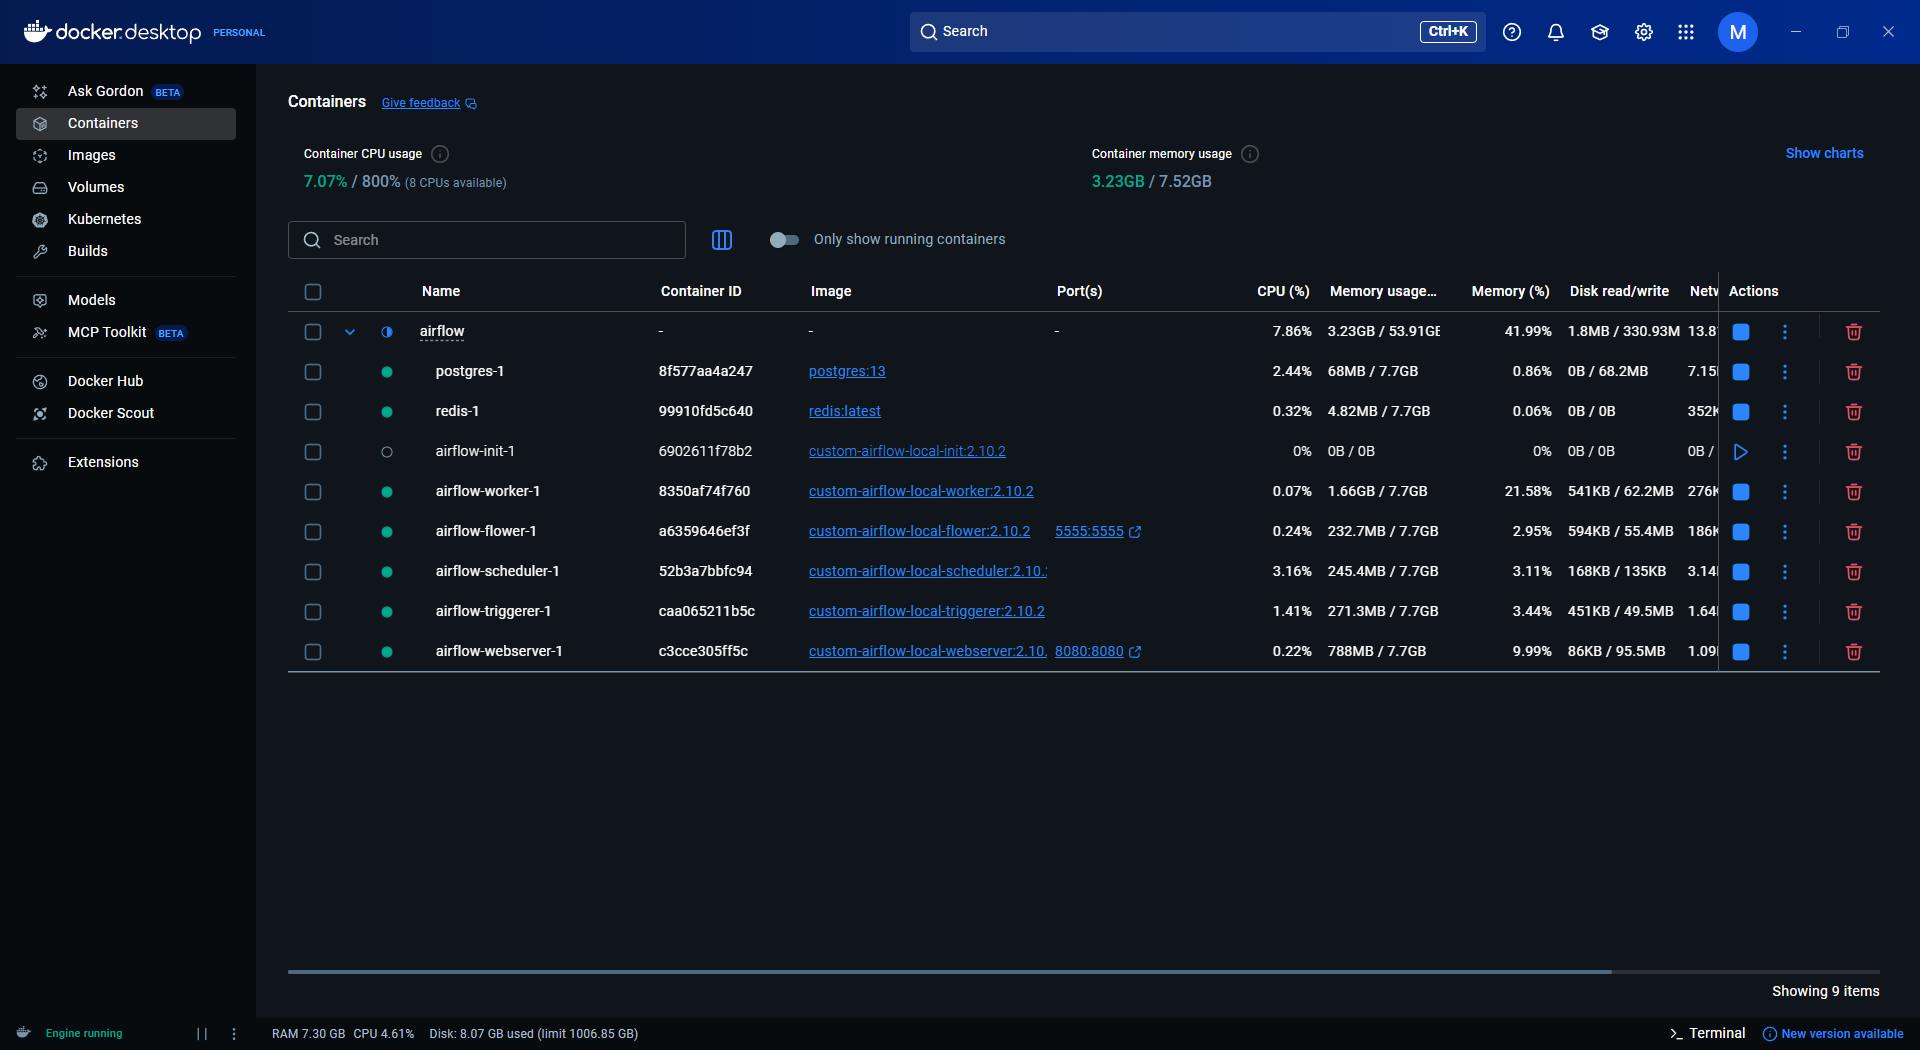 docker.desktop PERSONAL
Search Ctrl+K
M
Ask Gordon BETA
Containers
Images
Volumes
Kubernetes
Builds
Models
MCP Toolkit BETA
Docker Hub
Docker Scout
Extensions
Containers Give feedback
Container CPU usage
7.07% / 800% (8 CPUs available)
Container memory usage
3.23GB / 7.52GB
Show charts
Search
Only show running containers
Name Container ID Image Port(s) CPU (%) Memory usage... Memory (%) Disk read/write Netw Actions
airflow - - - 7.86% 3.23GB / 53.91GB 41.99% 1.8MB / 330.93M 13.8
postgres-1 8f577aa4a247 postgres:13 2.44% 68MB / 7.7GB 0.86% 0B / 68.2MB 7.15
redis-1 99910fd5c640 redis:latest 0.32% 4.82MB / 7.7GB 0.06% 0B / 0B 352K
airflow-init-1 6902611f78b2 custom-airflow-local-init:2.10.2 0% 0B / 0B 0% 0B / 0B 0B /
airflow-worker-1 8350af74f760 custom-airflow-local-worker:2.10.2 0.07% 1.66GB / 7.7GB 21.58% 541KB / 62.2MB 276K
airflow-flower-1 a6359646ef3f custom-airflow-local-flower:2.10.2 5555:5555 0.24% 232.7MB / 7.7GB 2.95% 594KB / 55.4MB 186K
airflow-scheduler-1 52b3a7bbfc94 custom-airflow-local-scheduler:2.10. 3.16% 245.4MB / 7.7GB 3.11% 168KB / 135KB 3.14
airflow-triggerer-1 caa065211b5c custom-airflow-local-triggerer:2.10.2 1.41% 271.3MB / 7.7GB 3.44% 451KB / 49.5MB 1.64
airflow-webserver-1 c3cce305ff5c custom-airflow-local-webserver:2.10. 8080:8080 0.22% 788MB / 7.7GB 9.99% 86KB / 95.5MB 1.09
Showing 9 items
Engine running
RAM 7.30 GB CPU 4.61% Disk: 8.07 GB used (limit 1006.85 GB)
Terminal
New version available